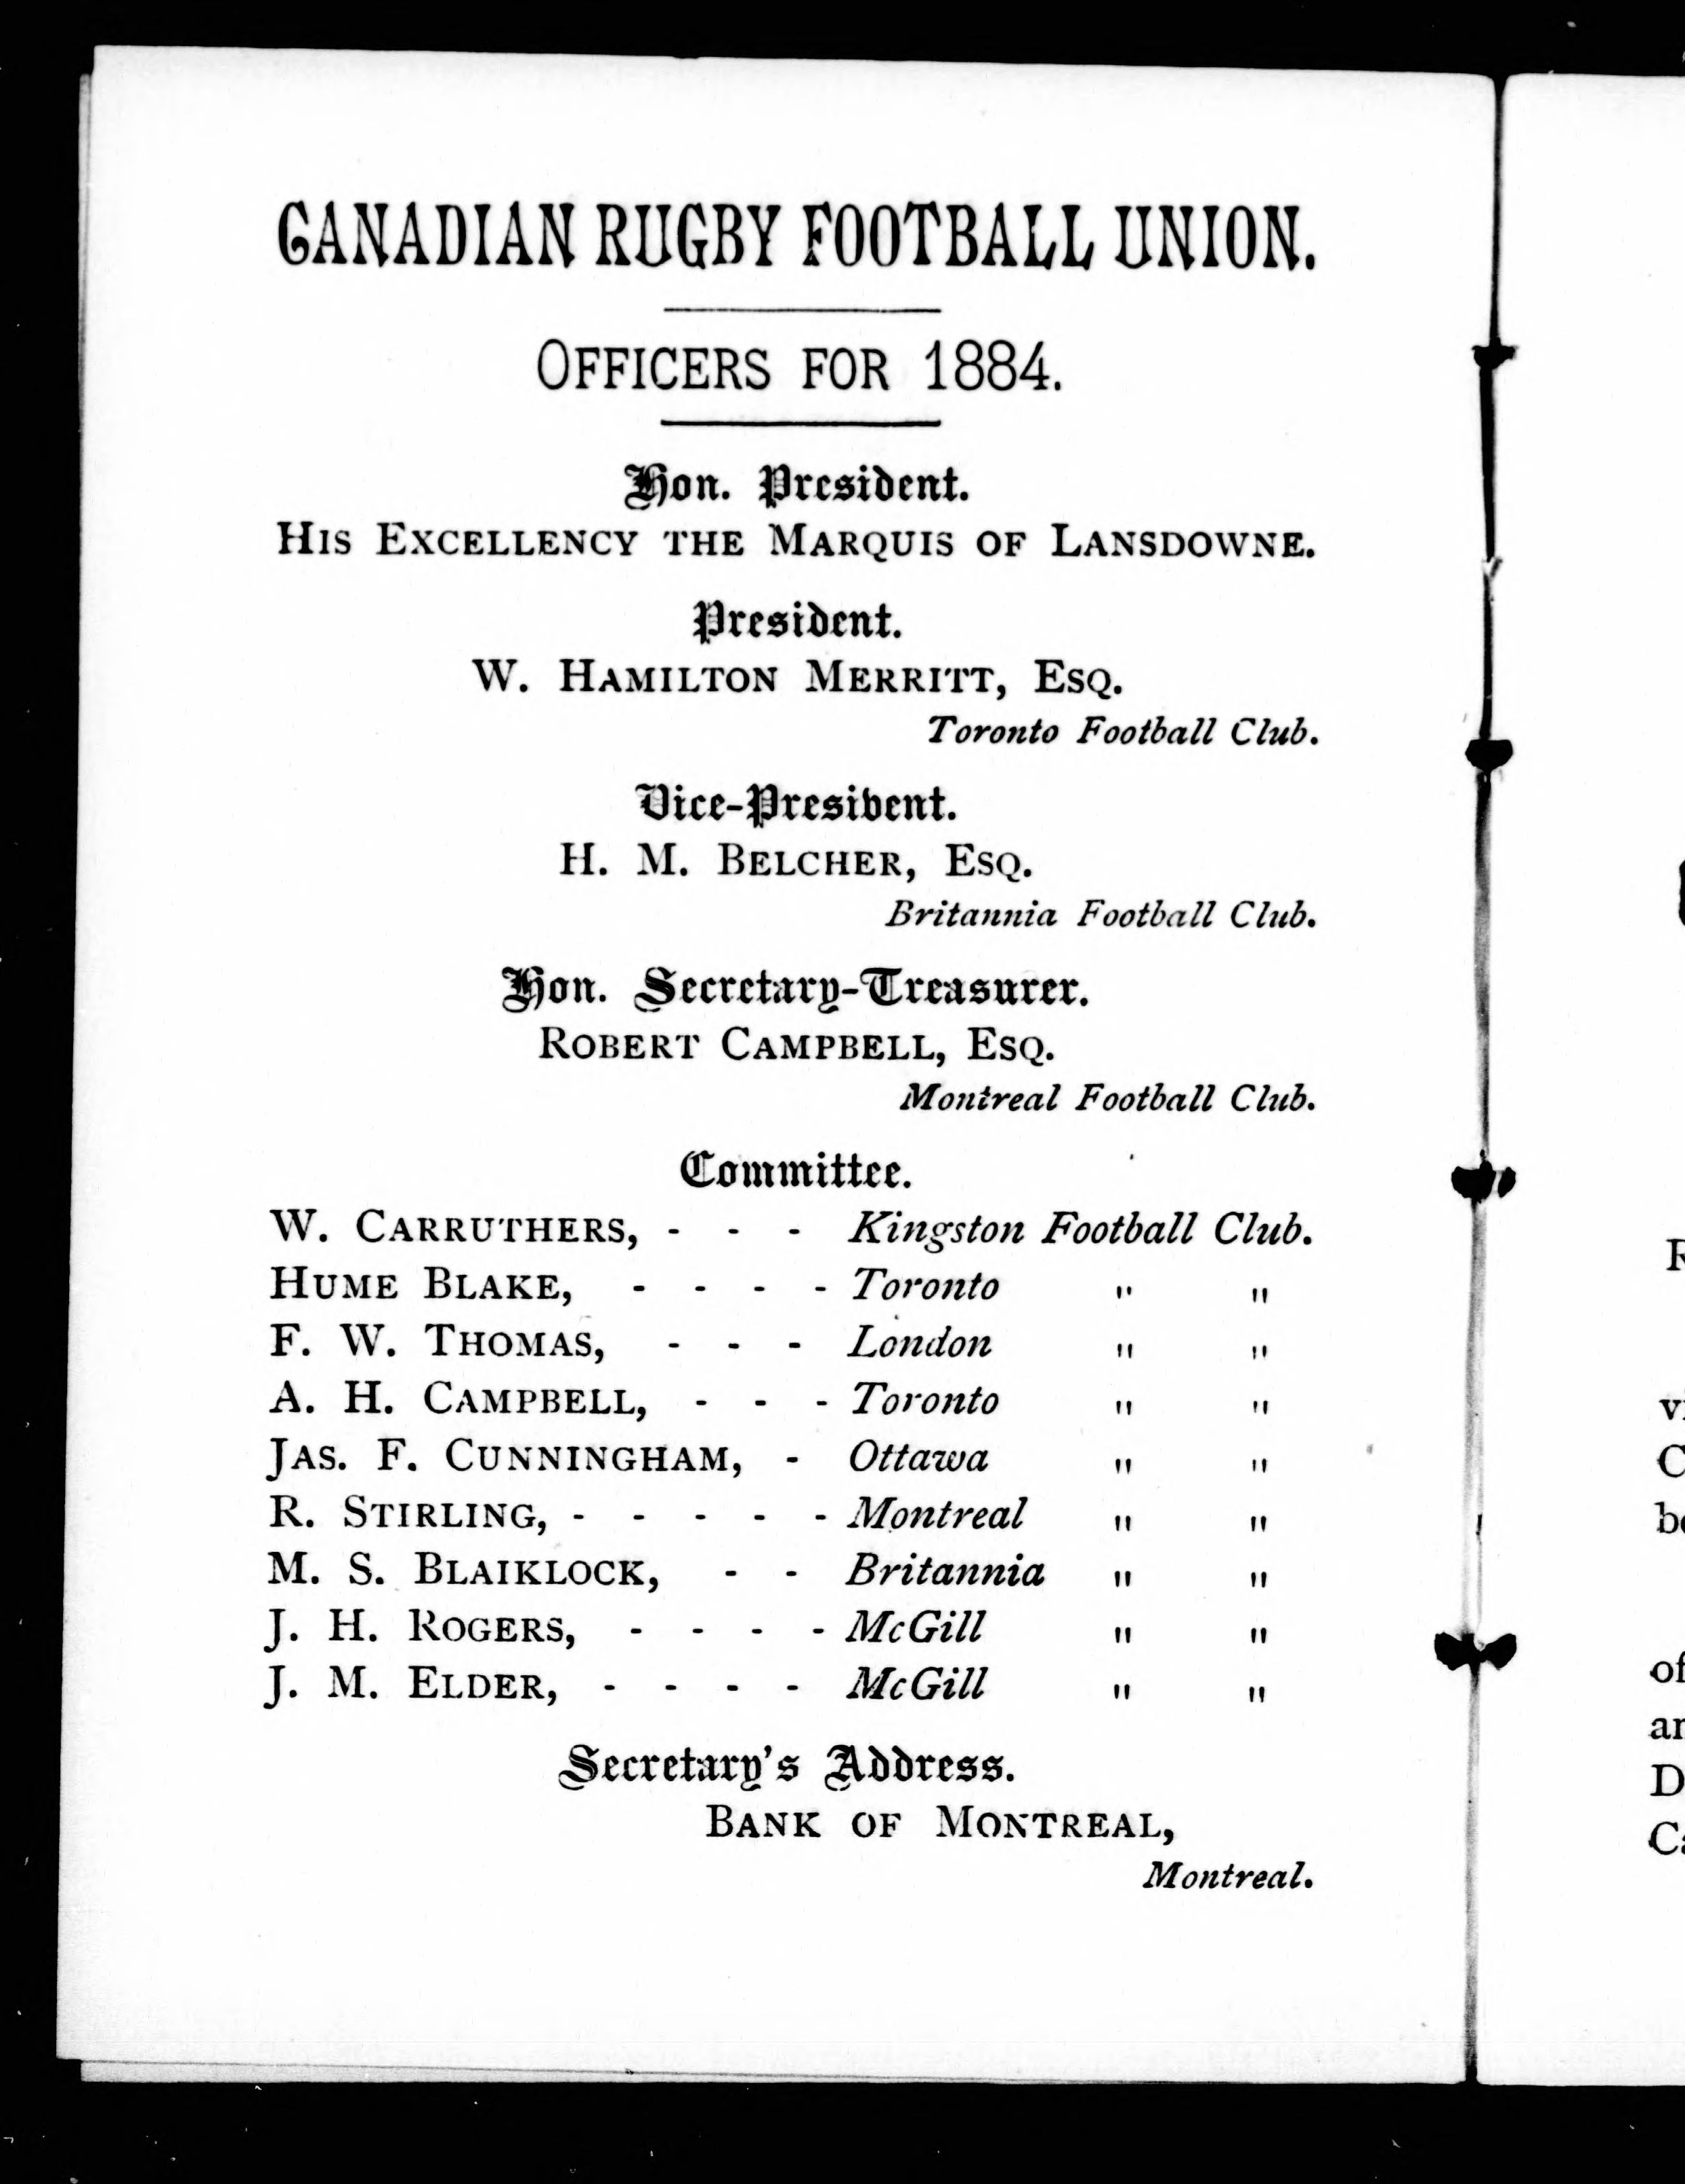 CANADIAN RUGBY FOOTBALL UNION.
OFFICERS FOR 1884.
Hon. President.
HIS EXCELLENCY THE MARQUIS OF LANSDOWNE.
President.
W. HAMILTON MERRITT, ESQ.
Toronto Football Club.
Vice-President.
H. M. BELCHER, ESQ.
Britannia Football Club.
Hon. Secretary-Treasurer.
ROBERT CAMPBELL, ESQ.
Montreal Football Club.
Committee.
W. CARRUTHERS, - - - Kingston Football Club.
HUME BLAKE, - - - - Toronto " "
F. W. THOMAS, - - - London " "
A. H. CAMPBELL, - - - Toronto " "
JAS. F. CUNNINGHAM, - Ottawa " "
R. STIRLING, - - - - - Montreal " "
M. S. BLAIKLOCK, - - Britannia " "
J. H. ROGERS, - - - - McGill " "
J. M. ELDER, - - - - McGill " "
Secretary's Address.
BANK OF MONTREAL,
Montreal.